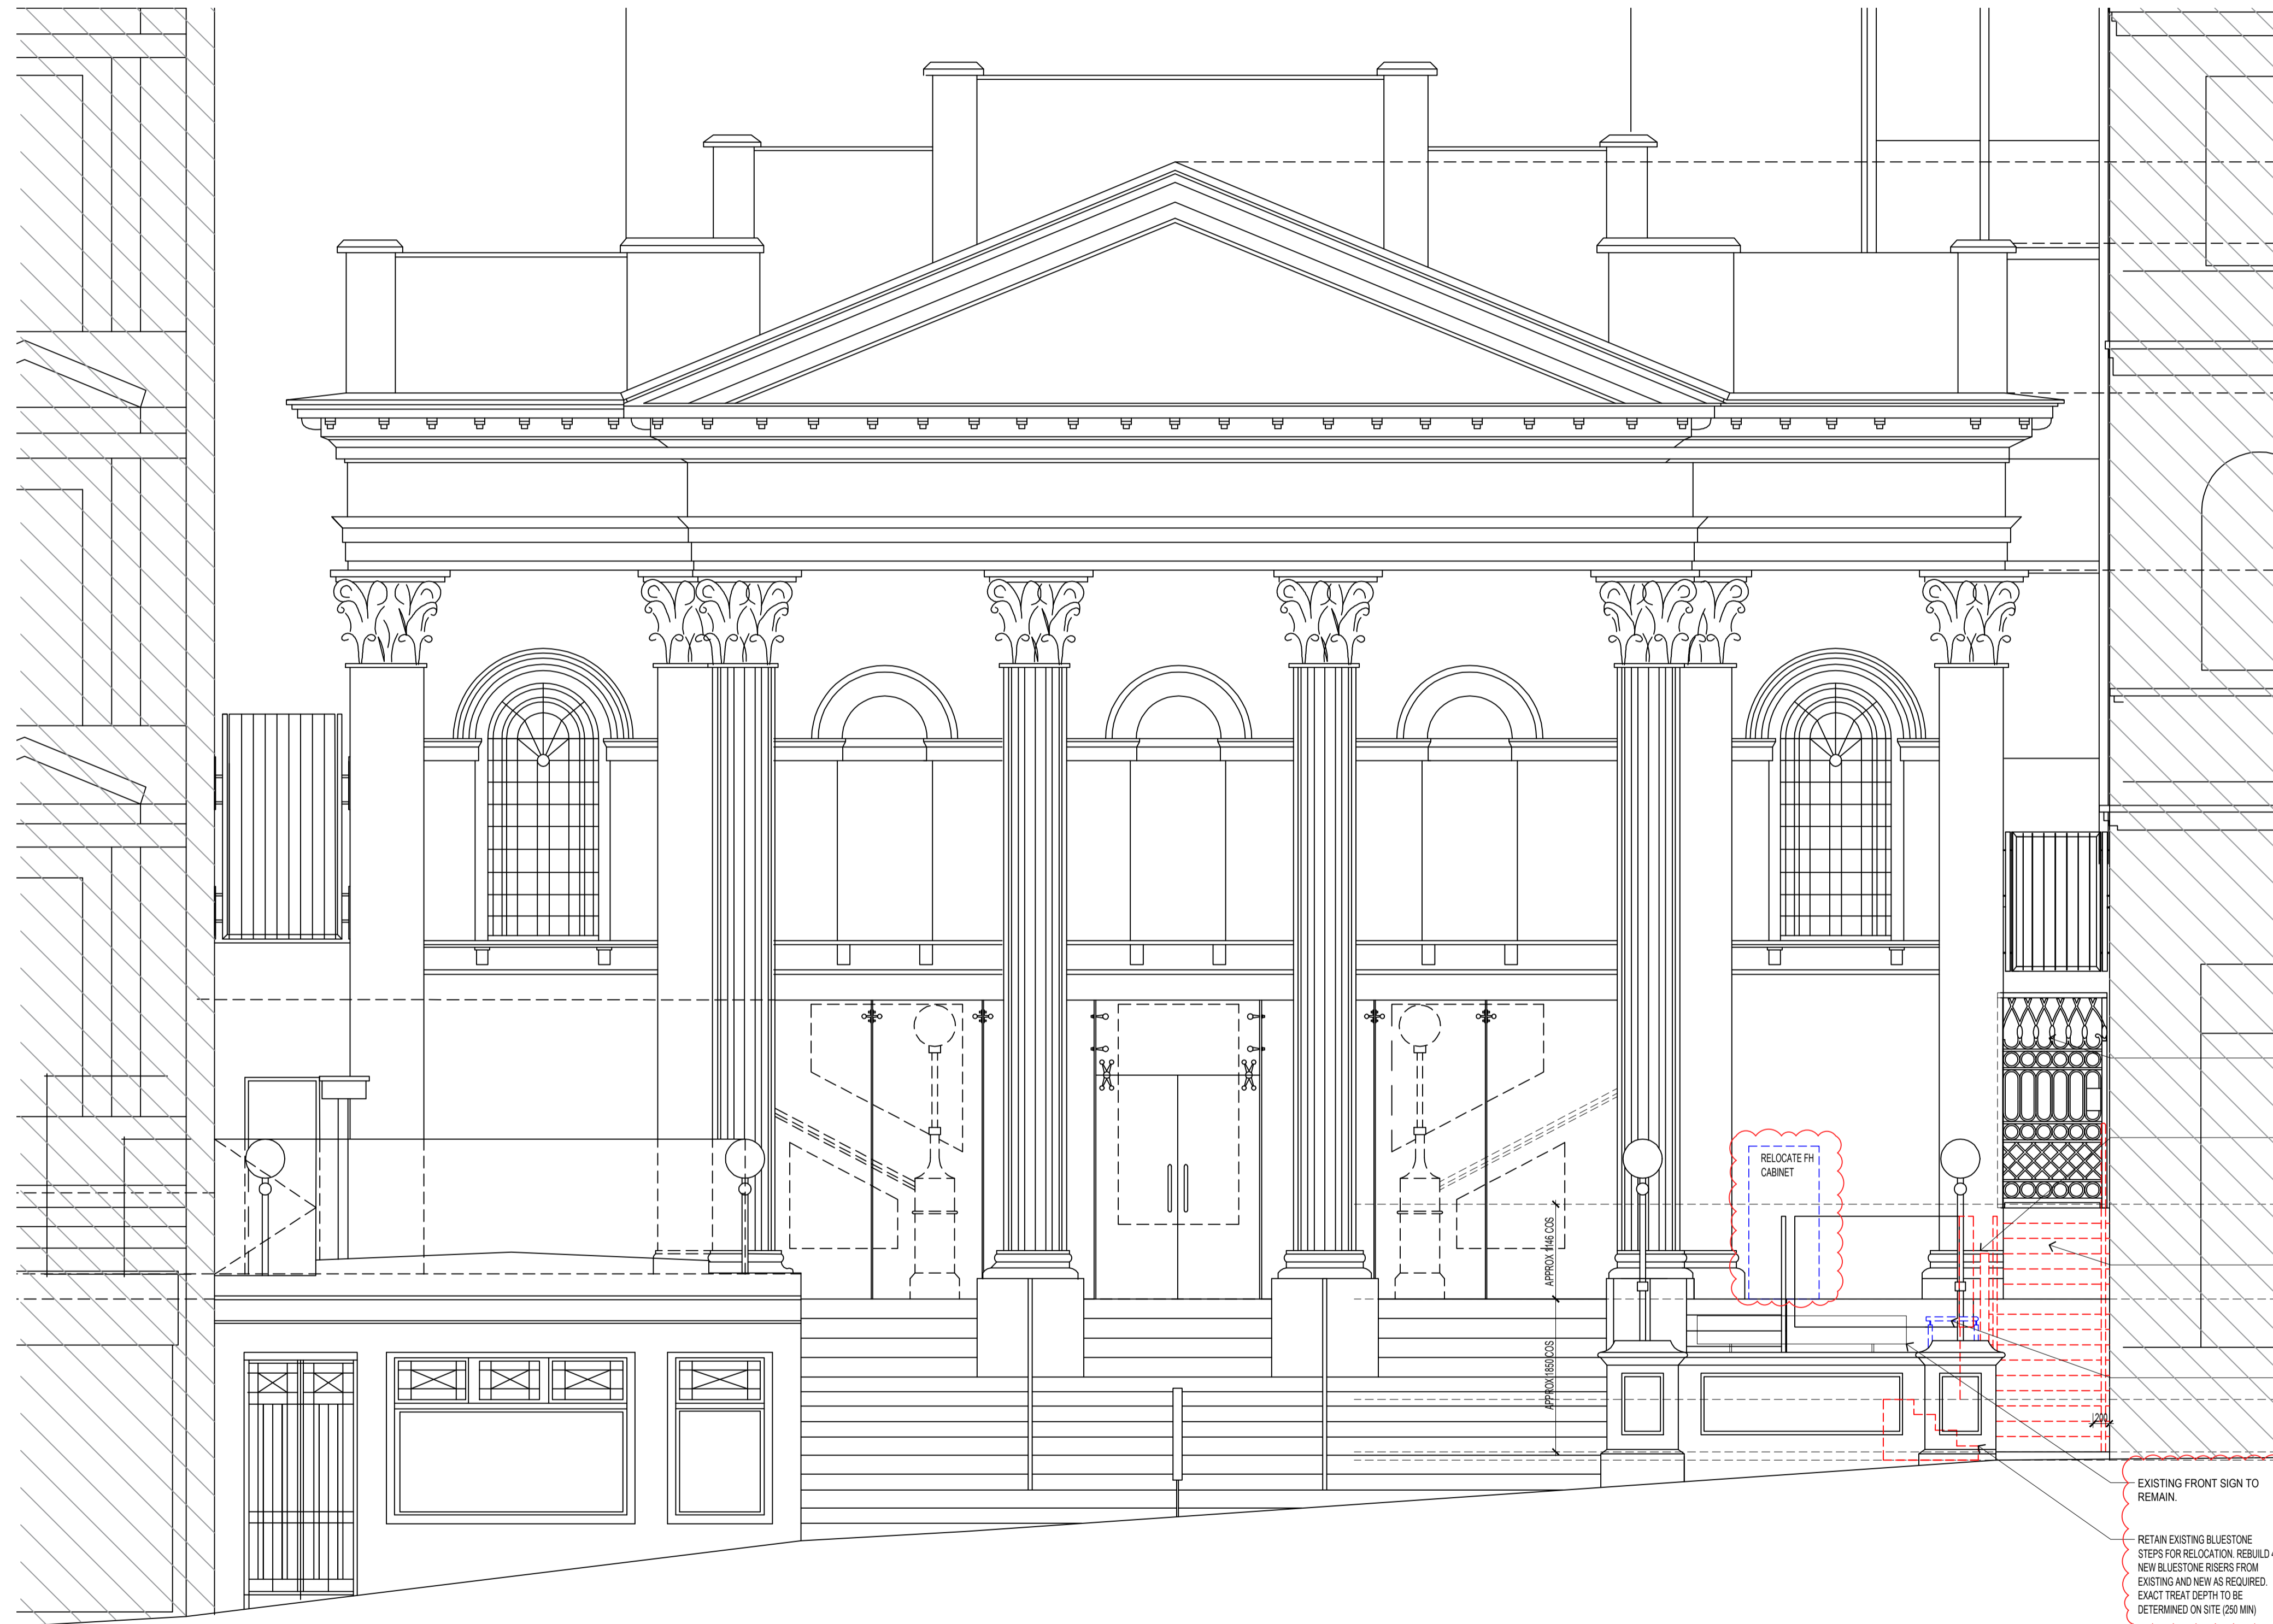 RELOCATE FH
CABINET
APPROX 1146 COS
APPROX 1850 COS
200
EXISTING FRONT SIGN TO
REMAIN.
RETAIN EXISTING BLUESTONE
STEPS FOR RELOCATION. REBUILD 4
NEW BLUESTONE RISERS FROM
EXISTING AND NEW AS REQUIRED.
EXACT TREAT DEPTH TO BE
DETERMINED ON SITE (250 MIN)